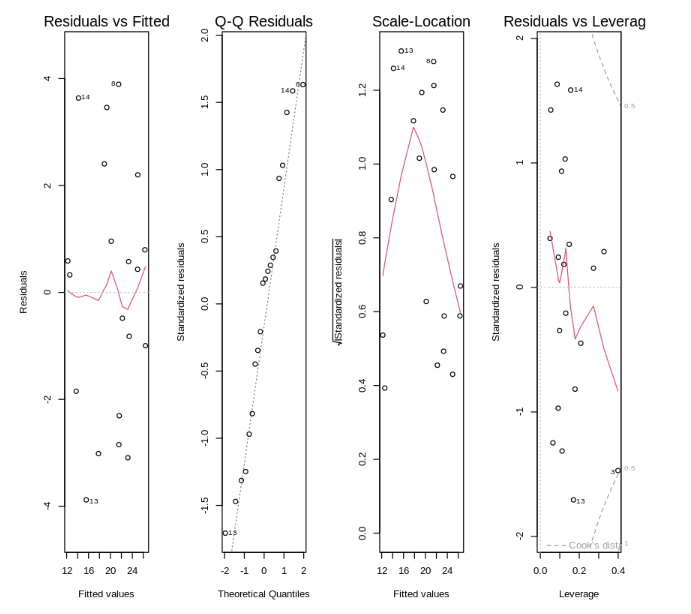 Residuals vs Fitted
Residuals
4
2
0
-2
-4
14
8
13
12 16 20 24
Fitted values
Q-Q Residuals
Standardized residuals
2.0
1.5
1.0
0.5
0.0
-0.5
-1.0
-1.5
14
8
13
-2 -1 0 1 2
Theoretical Quantiles
Scale-Location
√|Standardized residuals|
1.2
1.0
0.8
0.6
0.4
0.2
0.0
13
8
14
12 16 20 24
Fitted values
Residuals vs Leverag
Standardized residuals
2
1
0
-1
-2
14
0.5
3
0.5
13
Cook's dista
1
0.0 0.2 0.4
Leverage